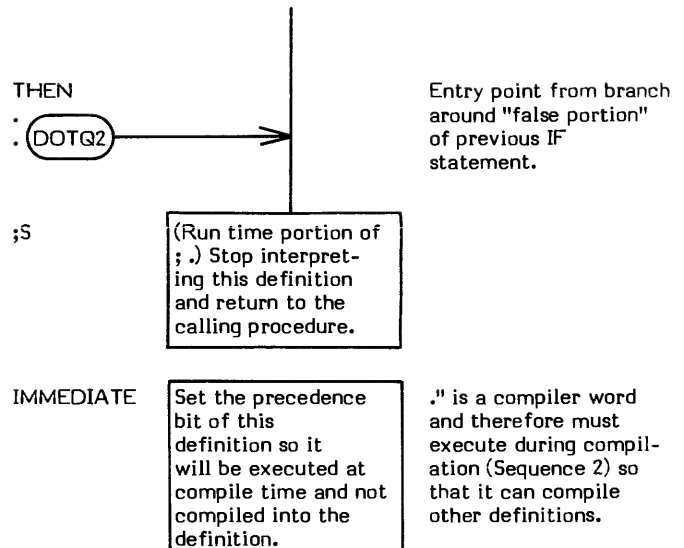 THEN
:
DOTQ2
Entry point from branch
around "false portion"
of previous IF
statement.
;S
(Run time portion of
; .) Stop interpret-
ing this definition
and return to the
calling procedure.
IMMEDIATE
Set the precedence
bit of this
definition so it
will be executed at
compile time and not
compiled into the
definition.
." is a compiler word
and therefore must
execute during compil-
ation (Sequence 2) so
that it can compile
other definitions.